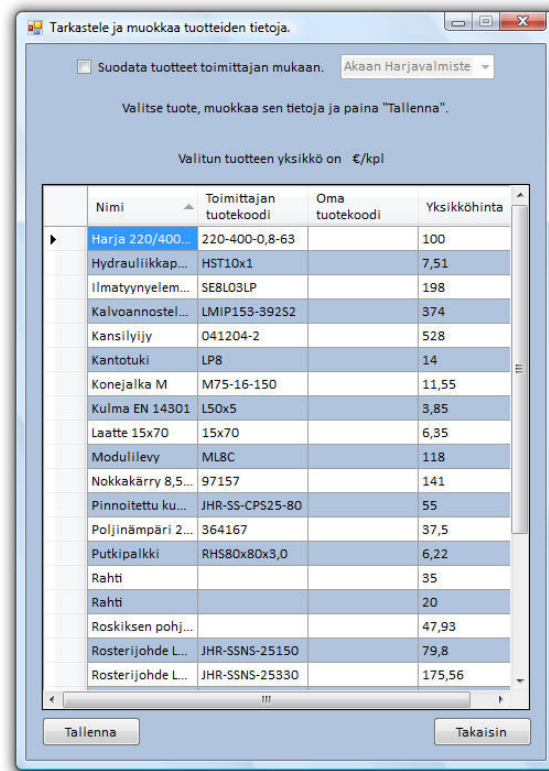 Tarkastele ja muokkaa tuotteiden tietoja.
Suodata tuotteet toimittajan mukaan. Akaan Harjavalmiste
Valitse tuote, muokkaa sen tietoja ja paina "Tallenna".
Valitun tuotteen yksikkö on €/kpl
Nimi Toimittajan tuotekoodi Oma tuotekoodi Yksikköhinta
Harja 220/400... 220-400-0,8-63 100
Hydrauliikkap... HST10x1 7,51
Ilmatyynyelem... SE8L03LP 198
Kalvoannostel... LMIP153-392S2 374
Kansilyijy 041204-2 528
Kantotuki LP8 14
Konejalka M M75-16-150 11,55
Kulma EN 14301 L50x5 3,85
Laatte 15x70 15x70 6,35
Modulilevy ML8C 118
Nokkakärry 8,5... 97157 141
Pinnoitettu ku... JHR-SS-CPS25-80 55
Poljinämpäri 2... 364167 37,5
Putkipalkki RHS80x80x3,0 6,22
Rahti 35
Rahti 20
Roskiksen pohj... 47,93
Rosterijohde L... JHR-SSNS-25150 79,8
Rosterijohde L... JHR-SSNS-25330 175,56
Tallenna Takaisin